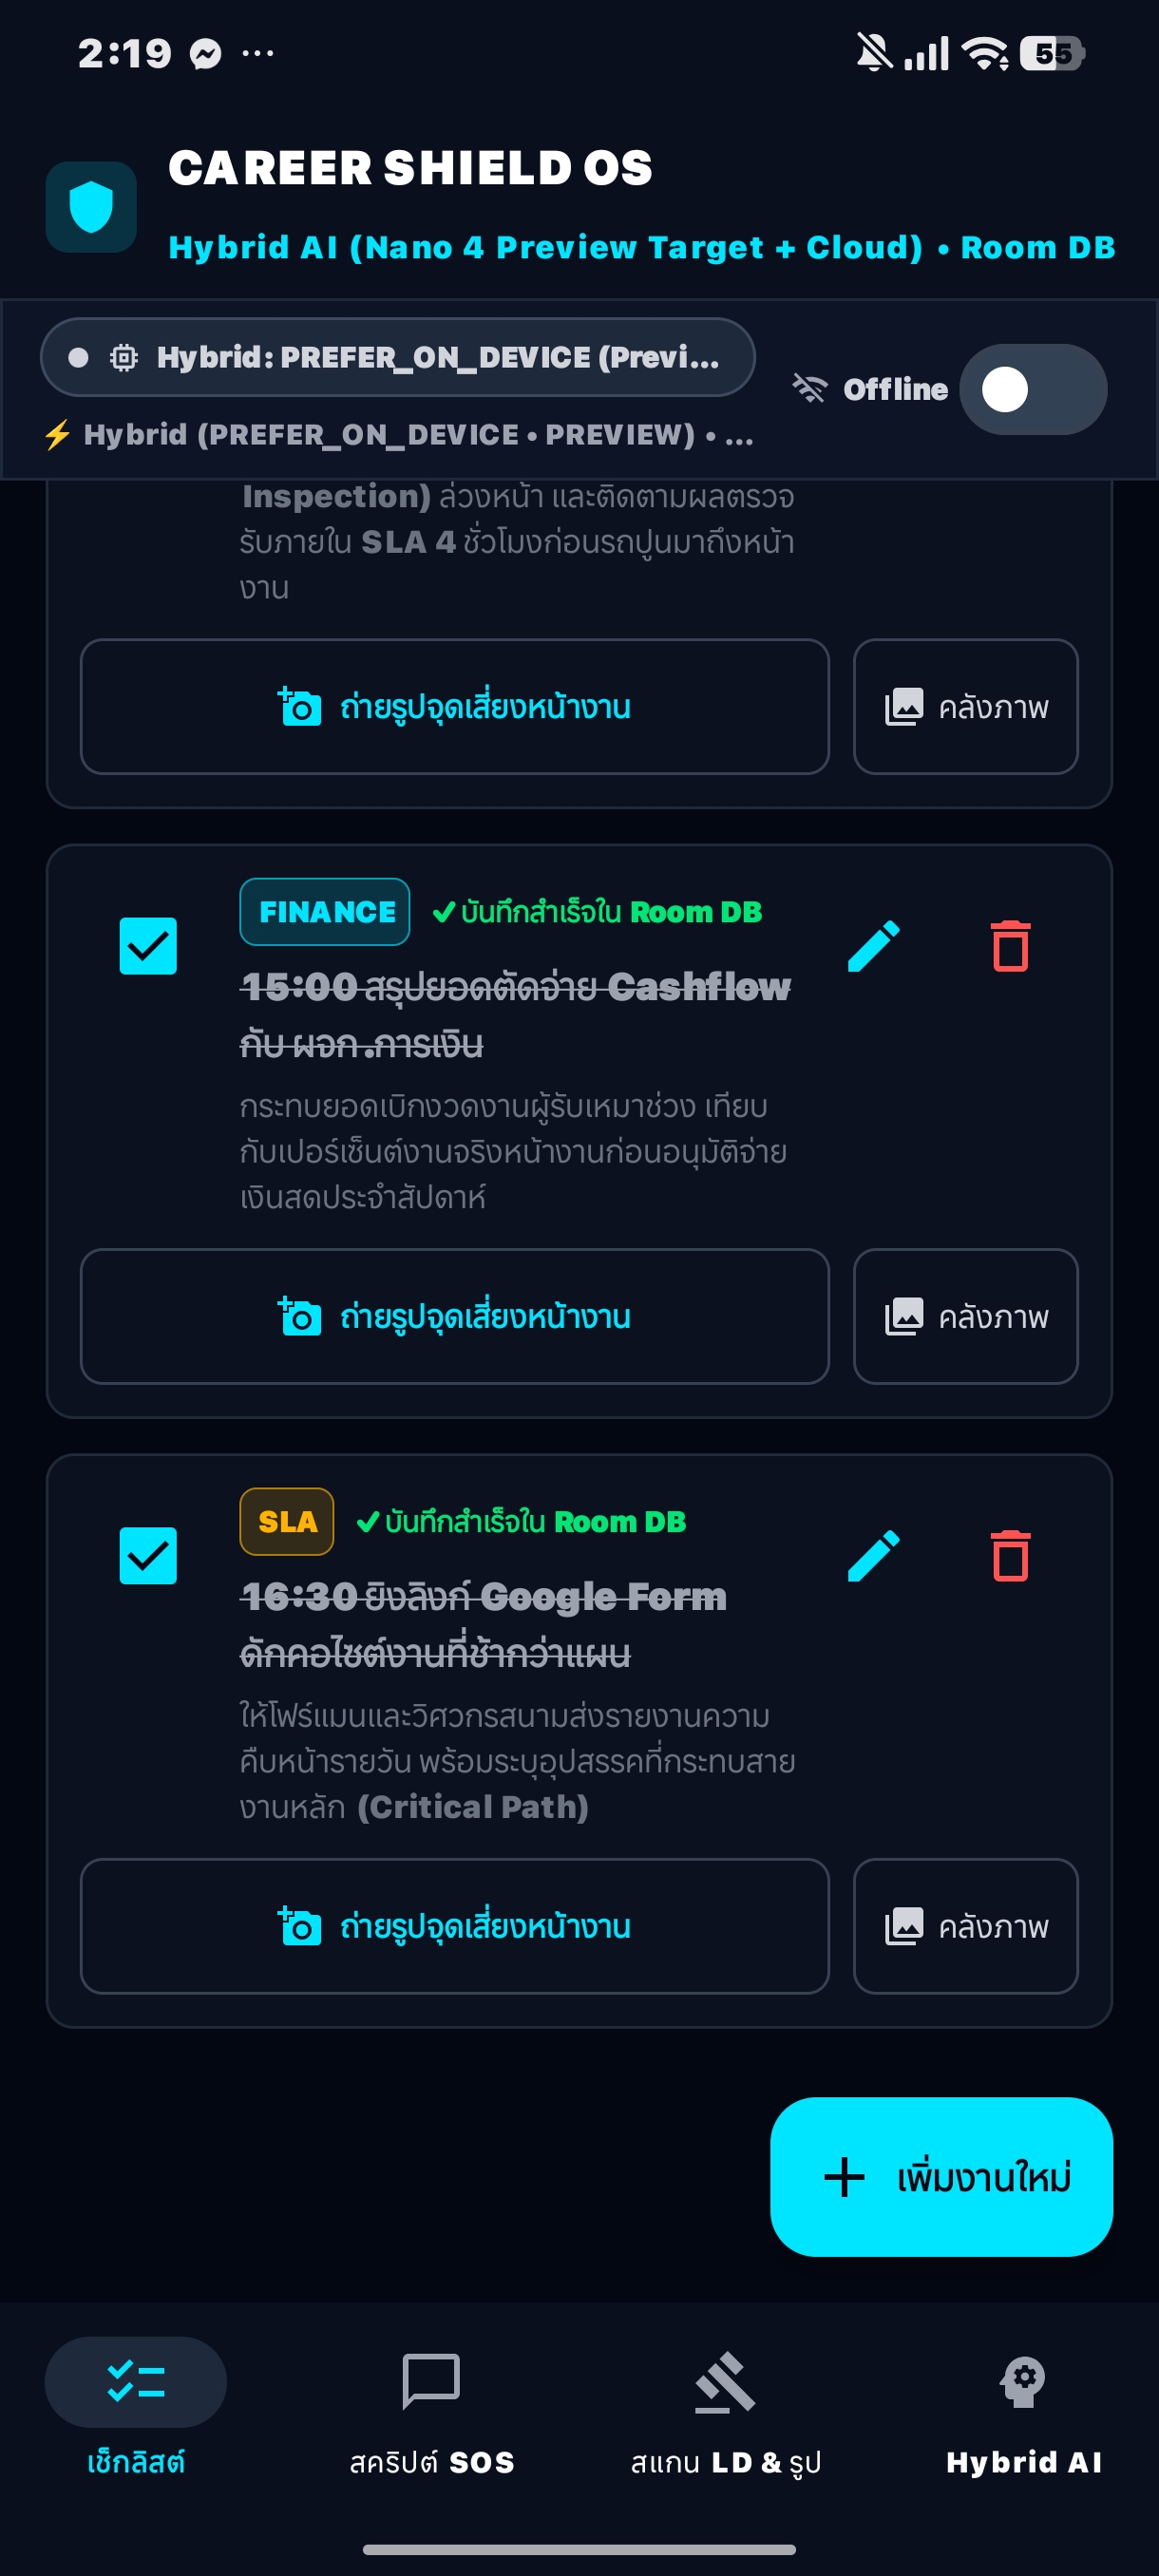 2:19 ...
55
CAREER SHIELD OS
Hybrid AI (Nano 4 Preview Target + Cloud) • Room DB
Hybrid: PREFER_ON_DEVICE (Previ...
Offline
⚡ Hybrid (PREFER_ON_DEVICE • PREVIEW) • ...
Inspection) ล่วงหน้า และติดตามผลตรวจ
รับภายใน SLA 4 ชั่วโมงก่อนรถปูนมาถึงหน้า
งาน
ถ่ายรูปจุดเสี่ยงหน้างาน
คลังภาพ
FINANCE
✔ บันทึกสำเร็จใน Room DB
15:00 สรุปยอดตัดจ่าย Cashflow
กับ ผจก.การเงิน
กระทบยอดเบิกงวดงานผู้รับเหมาช่วง เทียบ
กับเปอร์เซ็นต์งานจริงหน้างานก่อนอนุมัติจ่าย
เงินสดประจำสัปดาห์
ถ่ายรูปจุดเสี่ยงหน้างาน
คลังภาพ
SLA
✔ บันทึกสำเร็จใน Room DB
16:30 ยิงลิงก์ Google Form
ดักคอไซต์งานที่ช้ากว่าแผน
ให้โฟร์แมนและวิศวกรสนามส่งรายงานความ
คืบหน้ารายวัน พร้อมระบุอุปสรรคที่กระทบสาย
งานหลัก (Critical Path)
ถ่ายรูปจุดเสี่ยงหน้างาน
คลังภาพ
+ เพิ่มงานใหม่
เช็กลิสต์
สคริปต์ SOS
สแกน LD & รูป
Hybrid AI